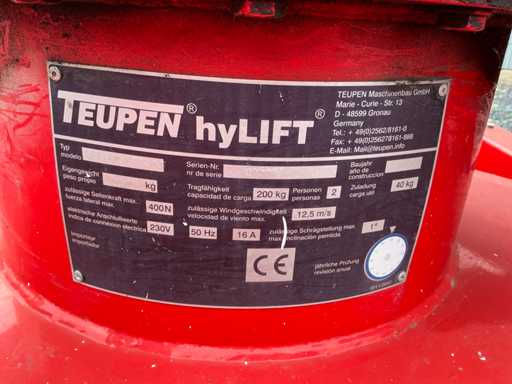 TEUPEN® hyLIFT®
TEUPEN Maschinenbau GmbH
Marie - Curie - Str. 13
D - 48599 Gronau
Germany
Tel.: + 49(0)2562/8161-0
Fax: + 49(0)2562/8161-888
E-Mail: Mail@teupen.info
Typ
modelo
Serien-Nr.
nr de serie
Baujahr
año de
construccion
Eigengewicht
peso propio
kg
Tragfähigkeit
capacidad de carga
200 kg
Personen
personas
2
Zuladung
carga útil
40 kg
zulässige Seitenkraft max.
fuerza lateral max.
400N
zulässige Windgeschwindigkeit
velocidad de viento max.
12,5 m/s
elektrische Anschlußwerte
indice de connexión electrica
230V
50 Hz
16 A
zulässige Schrägstellung max.
max.inclinación pemitida
1°
Importeur
importador
CE
jährliche Prüfung
revisión anual